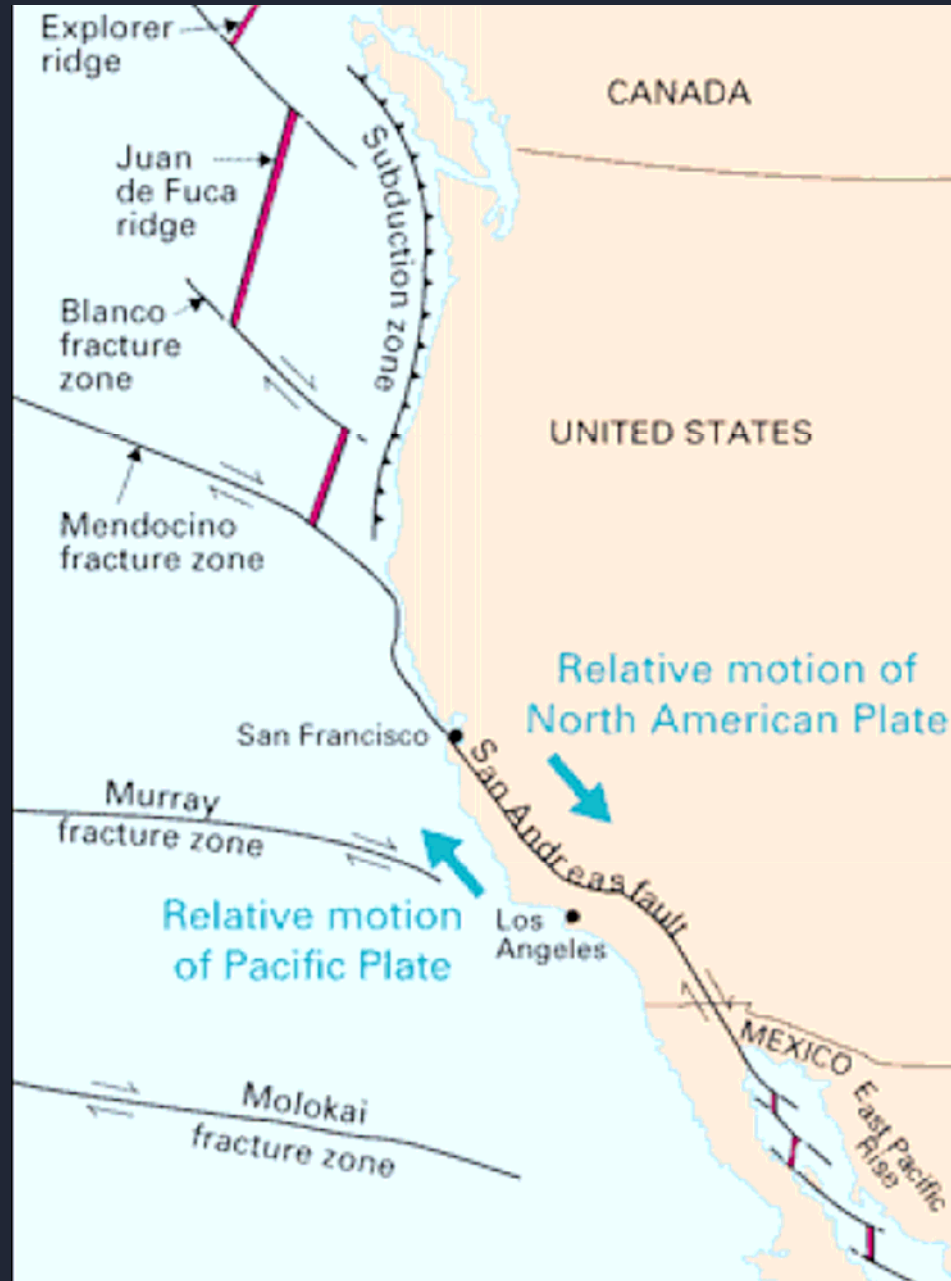 Explorer
ridge
CANADA
Juan
de Fuca
ridge
Subduction zone
Blanco
fracture
zone
UNITED STATES
Mendocino
fracture zone
Relative motion of
North American Plate
San Francisco
San Andreas fault
Murray
fracture zone
Relative motion
of Pacific Plate
Los
Angeles
MEXICO
East Pacific
Rise
Molokai
fracture zone